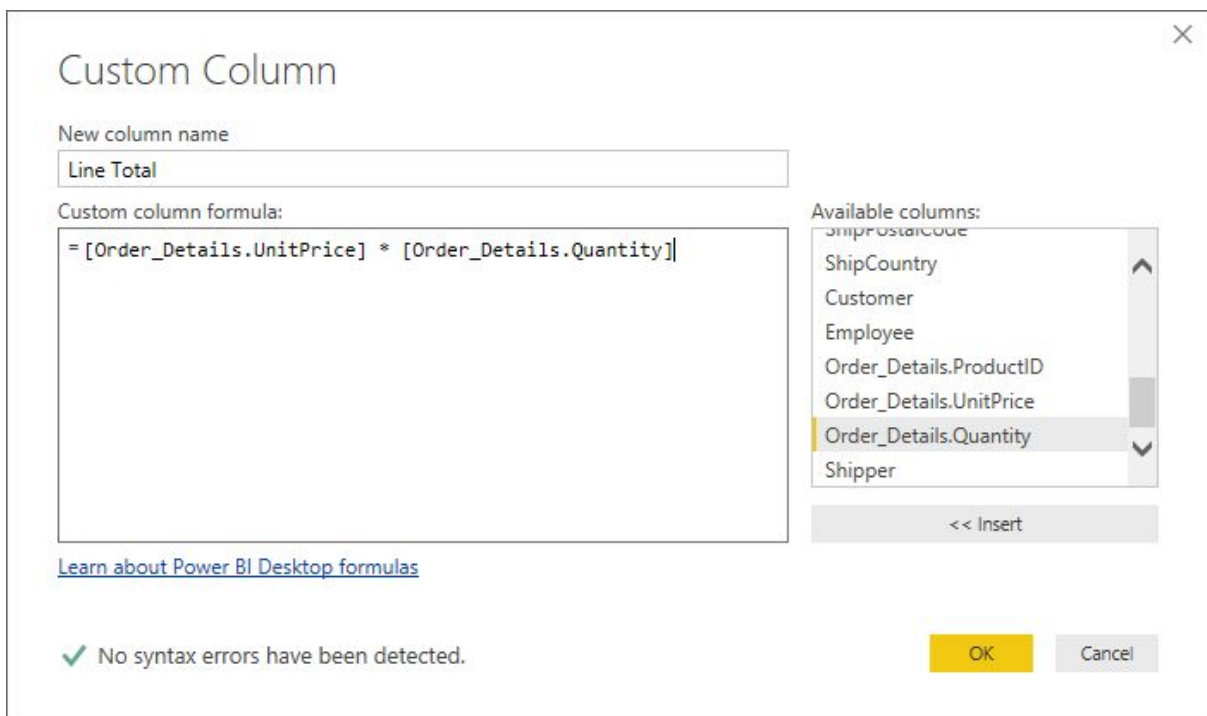 Custom Column
New column name
Line Total
Custom column formula:
=[Order_Details.UnitPrice] * [Order_Details.Quantity]
Available columns:
ShipPostalCode
ShipCountry
Customer
Employee
Order_Details.ProductID
Order_Details.UnitPrice
Order_Details.Quantity
Shipper
<< Insert
Learn about Power BI Desktop formulas
No syntax errors have been detected.
OK
Cancel